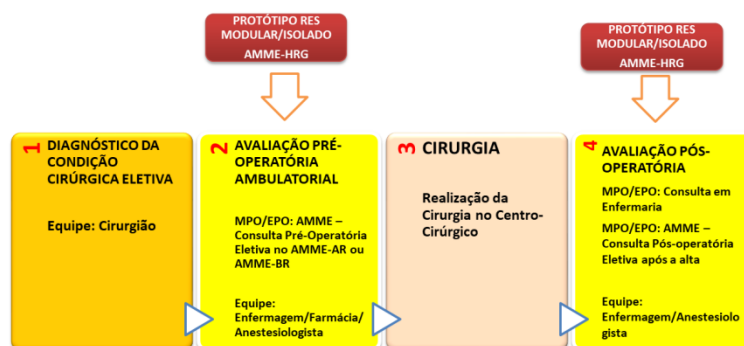 PROTÓTIPO RES
MODULAR/ISOLADO
AMME-HRG
PROTÓTIPO RES
MODULAR/ISOLADO
AMME-HRG
1
DIAGNÓSTICO DA
CONDIÇÃO
CIRÚRGICA ELETIVA
Equipe: Cirurgião
2
AVALIAÇÃO PRÉ-
OPERATÓRIA
AMBULATORIAL
MPO/EPO: AMME –
Consulta Pré-Operatória
Eletiva no AMME-AR ou
AMME-BR
Equipe:
Enfermagem/Farmácia/
Anestesiologista
3
CIRURGIA
Realização da
Cirurgia no Centro-
Cirúrgico
4
AVALIAÇÃO PÓS-
OPERATÓRIA
MPO/EPO: Consulta em
Enfermaria
MPO/EPO: AMME –
Consulta Pós-operatória
Eletiva após a alta
Equipe:
Enfermagem/Anestesiolo
gista